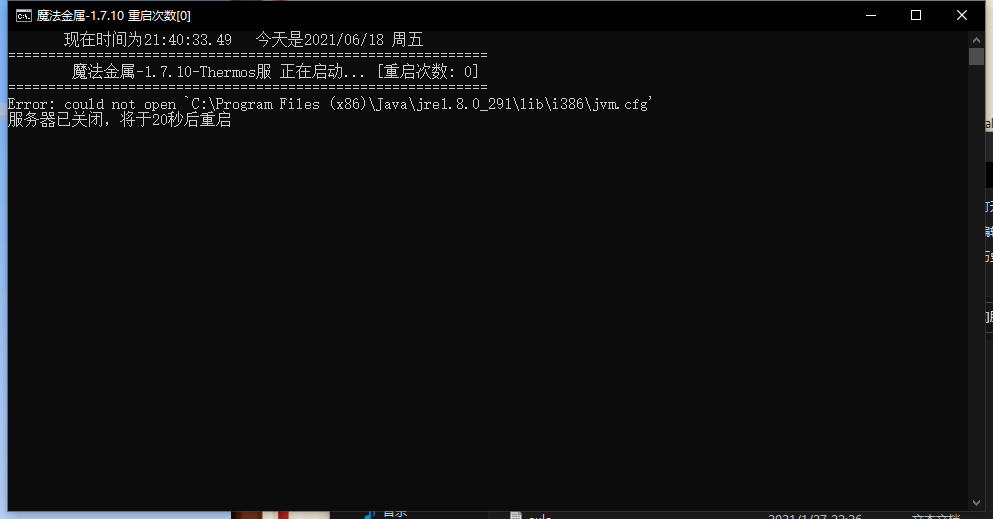 魔法金属-1.7.10 重启次数[0]
现在时间为21:40:33.49 今天是2021/06/18 周五
============================================================
魔法金属-1.7.10-Thermos服 正在启动... [重启次数: 0]
============================================================
Error: could not open `C:\Program Files (x86)\Java\jre1.8.0_291\lib\i386\jvm.cfg'
服务器已关闭，将于20秒后重启